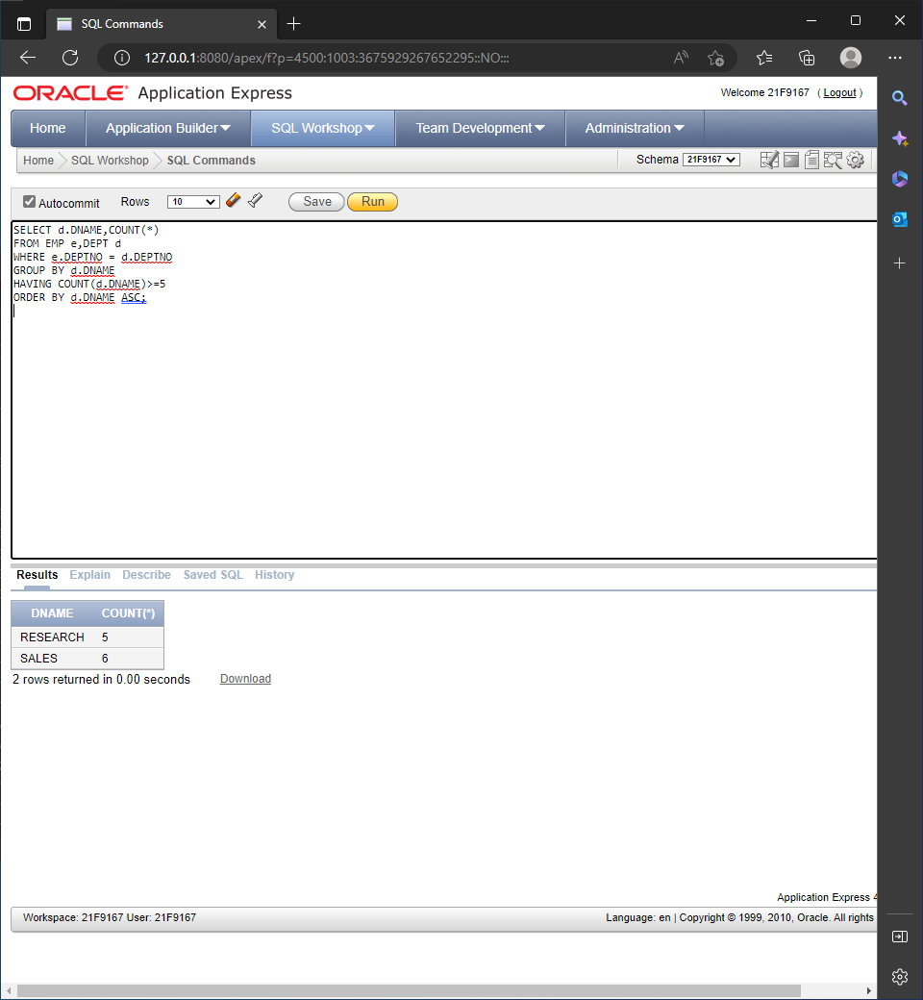 SQL Commands
127.0.0.1:8080/apex/f?p=4500:1003:3675929267652295::NO:::
ORACLE Application Express
Welcome 21F9167 ( Logout )
Home Application Builder SQL Workshop Team Development Administration
Home SQL Workshop SQL Commands Schema 21F9167
Autocommit Rows 10 Save Run
SELECT d.DNAME,COUNT(*)
FROM EMP e,DEPT d
WHERE e.DEPTNO = d.DEPTNO
GROUP BY d.DNAME
HAVING COUNT(d.DNAME)>=5
ORDER BY d.DNAME ASC;
Results Explain Describe Saved SQL History
DNAME COUNT(*)
RESEARCH 5
SALES 6
2 rows returned in 0.00 seconds Download
Application Express 4
Workspace: 21F9167 User: 21F9167 Language: en | Copyright © 1999, 2010, Oracle. All rights